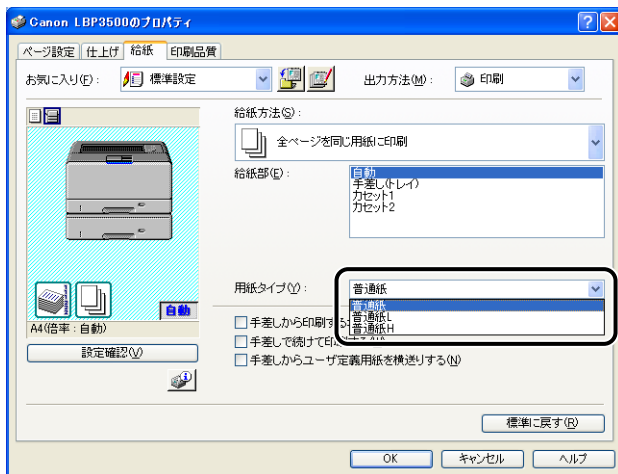 Canon LBP3500のプロパティ
ページ設定 仕上げ 給紙 印刷品質
お気に入り(F): 標準設定 出力方法(M): 印刷
給紙方法(S):
全ページを同じ用紙に印刷
給紙部(E):
自動
手差し(トレイ)
カセット1
カセット2
用紙タイプ(Y): 普通紙
普通紙
普通紙L
普通紙H
自動
A4(倍率:自動)
手差しから印刷する
手差しで続けて印
手差しからユーザ定義用紙を横送りする(N)
設定確認(V)
標準に戻す(R)
OK キャンセル ヘルプ